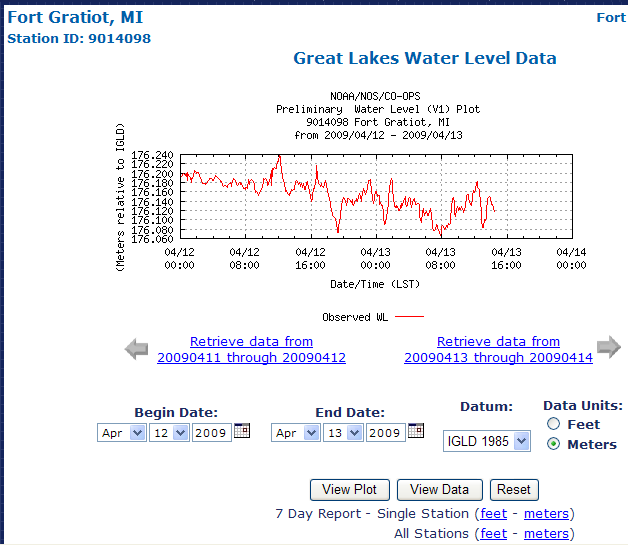 Fort Gratiot, MI
Fort
Station ID: 9014098
Great Lakes Water Level Data
NOAA/NOS/CO-OPS
Preliminary Water Level (V1) Plot
9014098 Fort Gratiot, MI
from 2009/04/12 - 2009/04/13
(Meters relative to IGLD)
176.240
176.220
176.200
176.180
176.160
176.140
176.120
176.100
176.080
176.060
04/12 04/12 04/12 04/13 04/13 04/13 04/14
00:00 08:00 16:00 00:00 08:00 16:00 00:00
Date/Time (LST)
Observed WL
Retrieve data from
20090411 through 20090412
Retrieve data from
20090413 through 20090414
Begin Date:
Apr 12 2009
End Date:
Apr 13 2009
Datum:
IGLD 1985
Data Units:
Feet
Meters
View Plot View Data Reset
7 Day Report - Single Station (feet - meters)
All Stations (feet - meters)